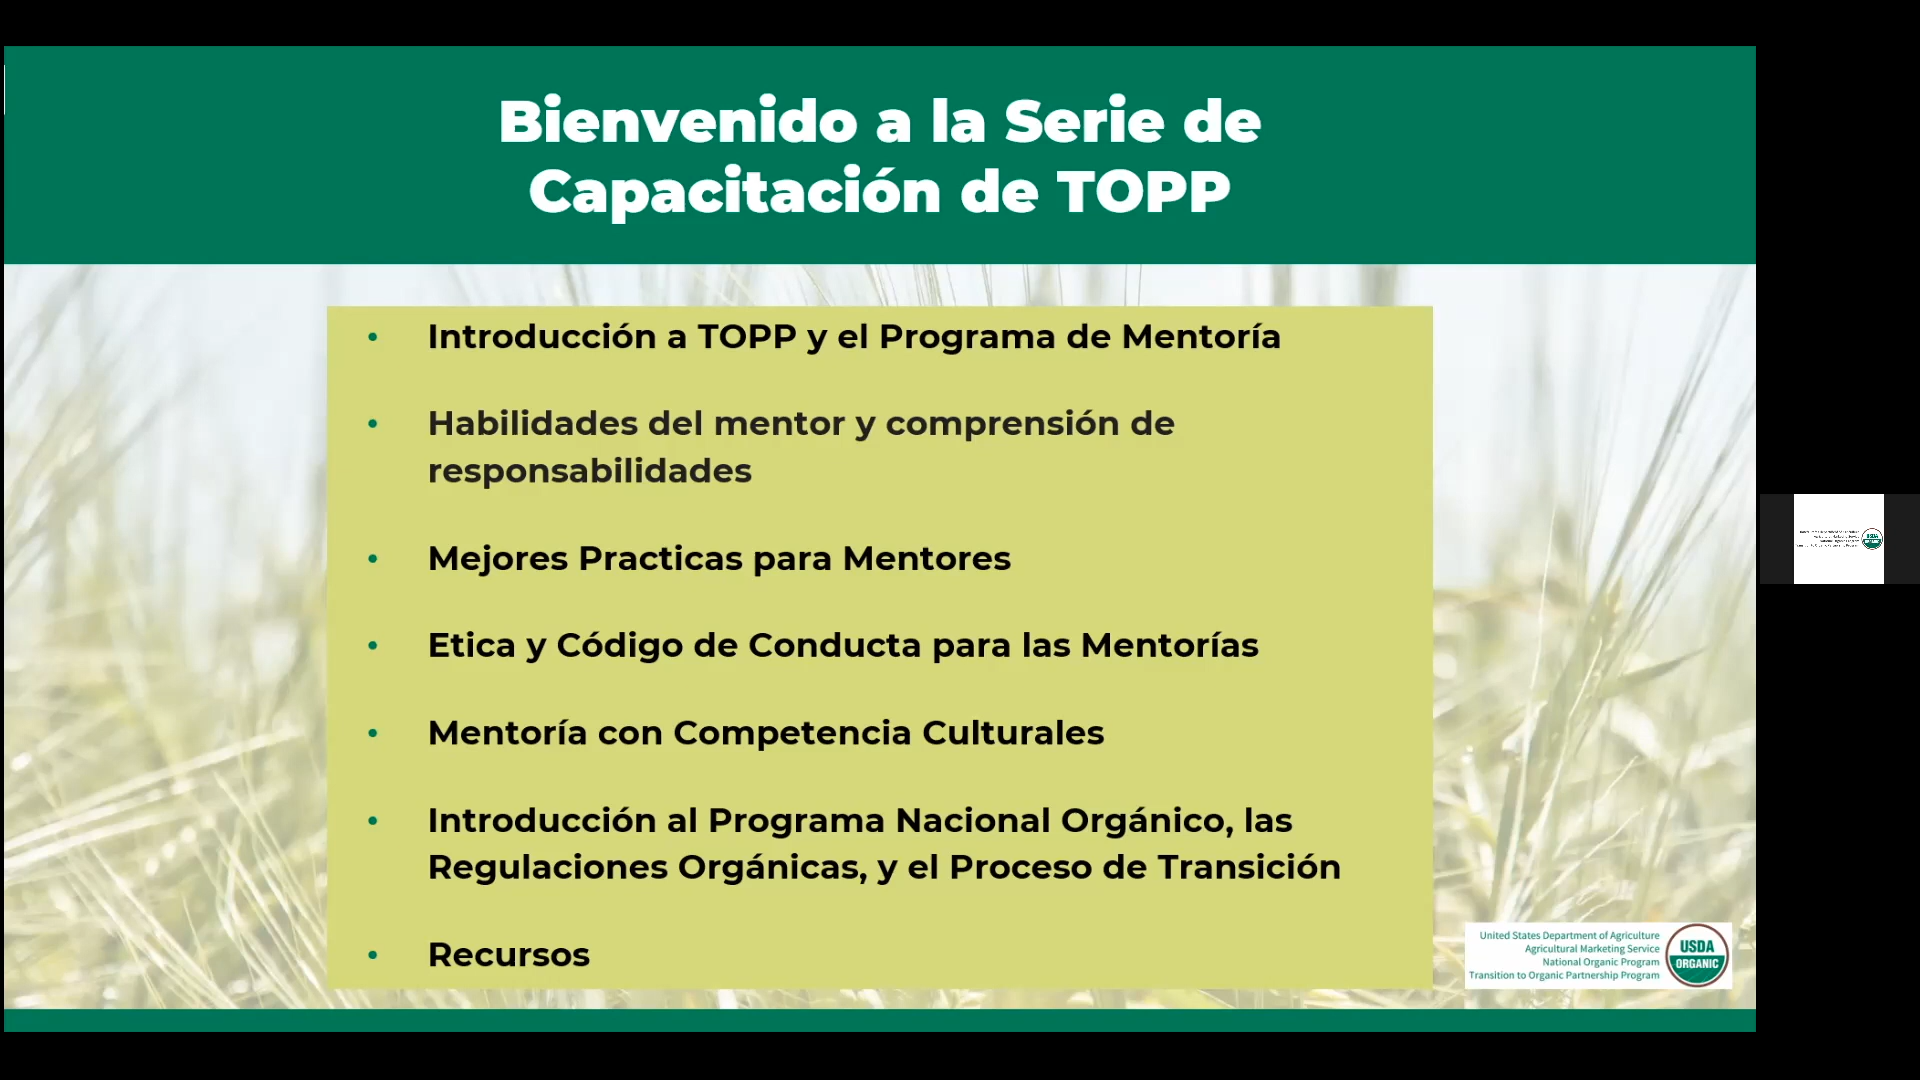 Bienvenido a la Serie de
Capacitación de TOPP
• Introducción a TOPP y el Programa de Mentoría
• Habilidades del mentor y comprensión de
responsabilidades
• Mejores Practicas para Mentores
• Etica y Código de Conducta para las Mentorías
• Mentoría con Competencia Culturales
• Introducción al Programa Nacional Orgánico, las
Regulaciones Orgánicas, y el Proceso de Transición
• Recursos
United States Department of Agriculture
Agricultural Marketing Service
National Organic Program
Transition to Organic Partnership Program
USDA
ORGANIC